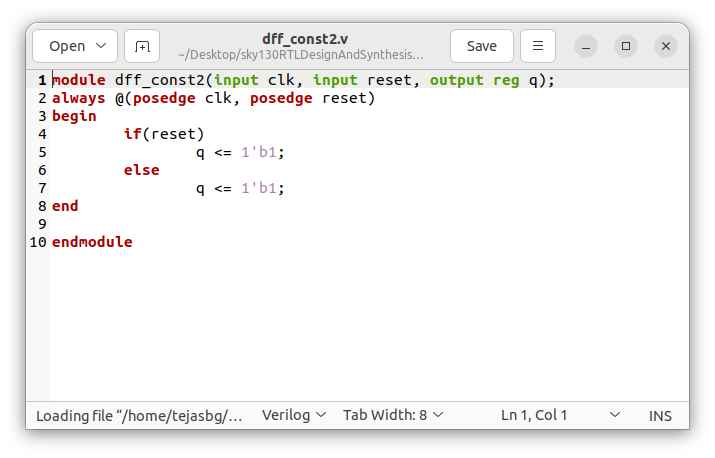 Open
dff_const2.v
~/Desktop/sky130RTLDesignAndSynthesis...
Save
1 module dff_const2(input clk, input reset, output reg q);
2 always @(posedge clk, posedge reset)
3 begin
4         if(reset)
5                 q <= 1'b1;
6         else
7                 q <= 1'b1;
8 end
9
10 endmodule
Loading file “/home/tejasbg/... Verilog Tab Width: 8 Ln 1, Col 1 INS